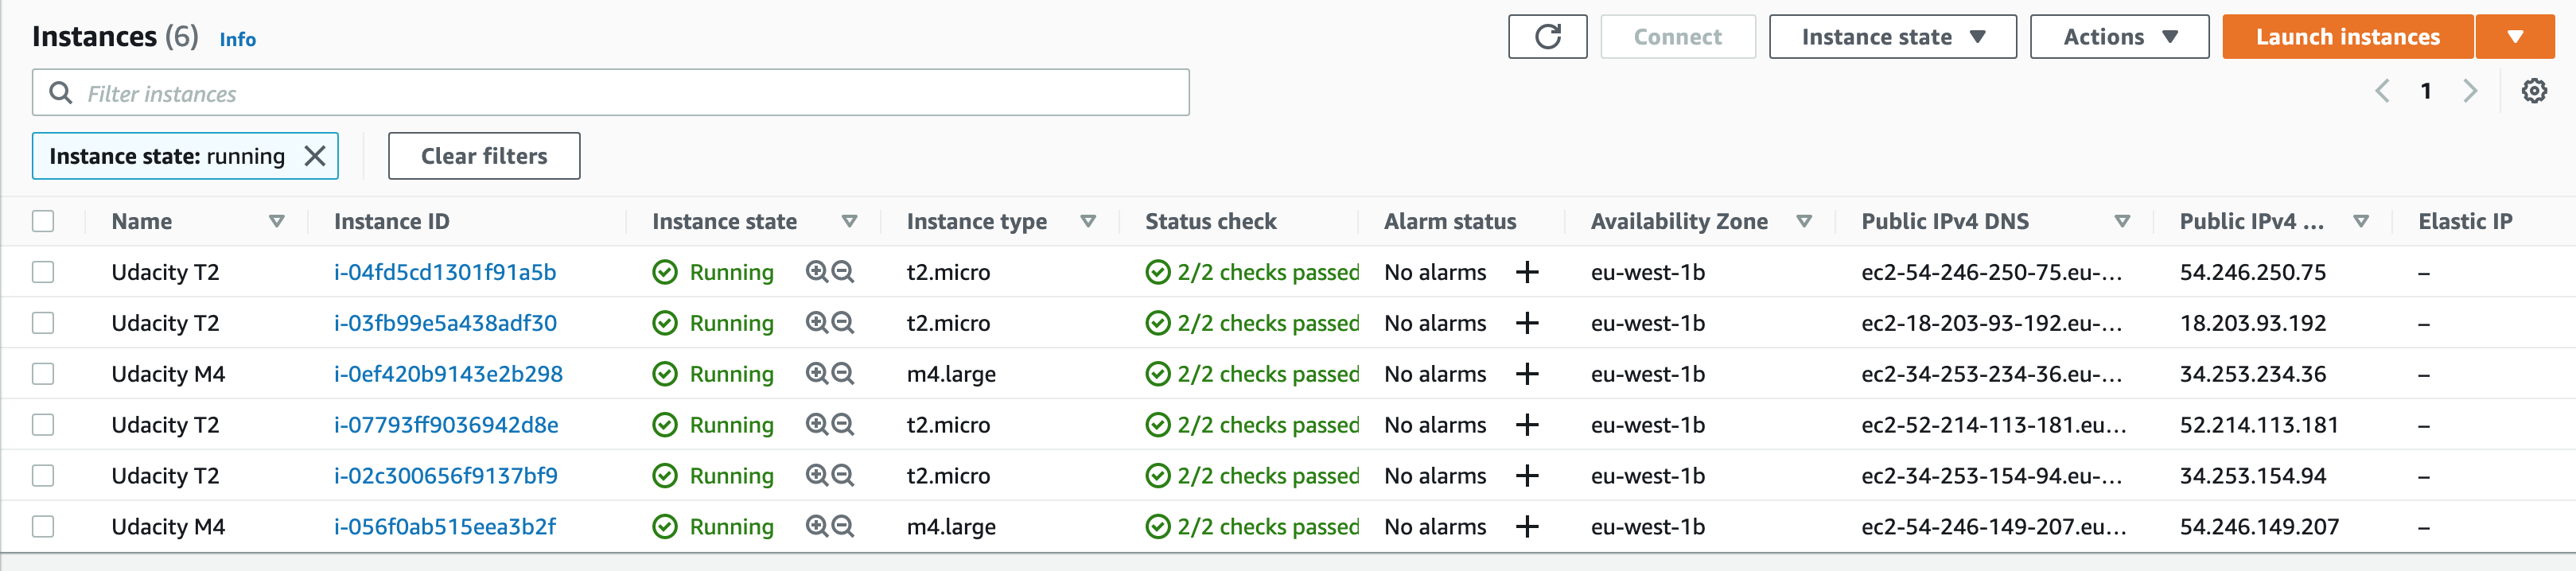 Instances (6) Info Connect Instance state Actions Launch instances
Filter instances 1
Instance state: running Clear filters
Name Instance ID Instance state Instance type Status check Alarm status Availability Zone Public IPv4 DNS Public IPv4 ... Elastic IP
Udacity T2 i-04fd5cd1301f91a5b Running t2.micro 2/2 checks passed No alarms + eu-west-1b ec2-54-246-250-75.eu-... 54.246.250.75 –
Udacity T2 i-03fb99e5a438adf30 Running t2.micro 2/2 checks passed No alarms + eu-west-1b ec2-18-203-93-192.eu-... 18.203.93.192 –
Udacity M4 i-0ef420b9143e2b298 Running m4.large 2/2 checks passed No alarms + eu-west-1b ec2-34-253-234-36.eu-... 34.253.234.36 –
Udacity T2 i-07793ff9036942d8e Running t2.micro 2/2 checks passed No alarms + eu-west-1b ec2-52-214-113-181.eu... 52.214.113.181 –
Udacity T2 i-02c300656f9137bf9 Running t2.micro 2/2 checks passed No alarms + eu-west-1b ec2-34-253-154-94.eu-... 34.253.154.94 –
Udacity M4 i-056f0ab515eea3b2f Running m4.large 2/2 checks passed No alarms + eu-west-1b ec2-54-246-149-207.eu... 54.246.149.207 –